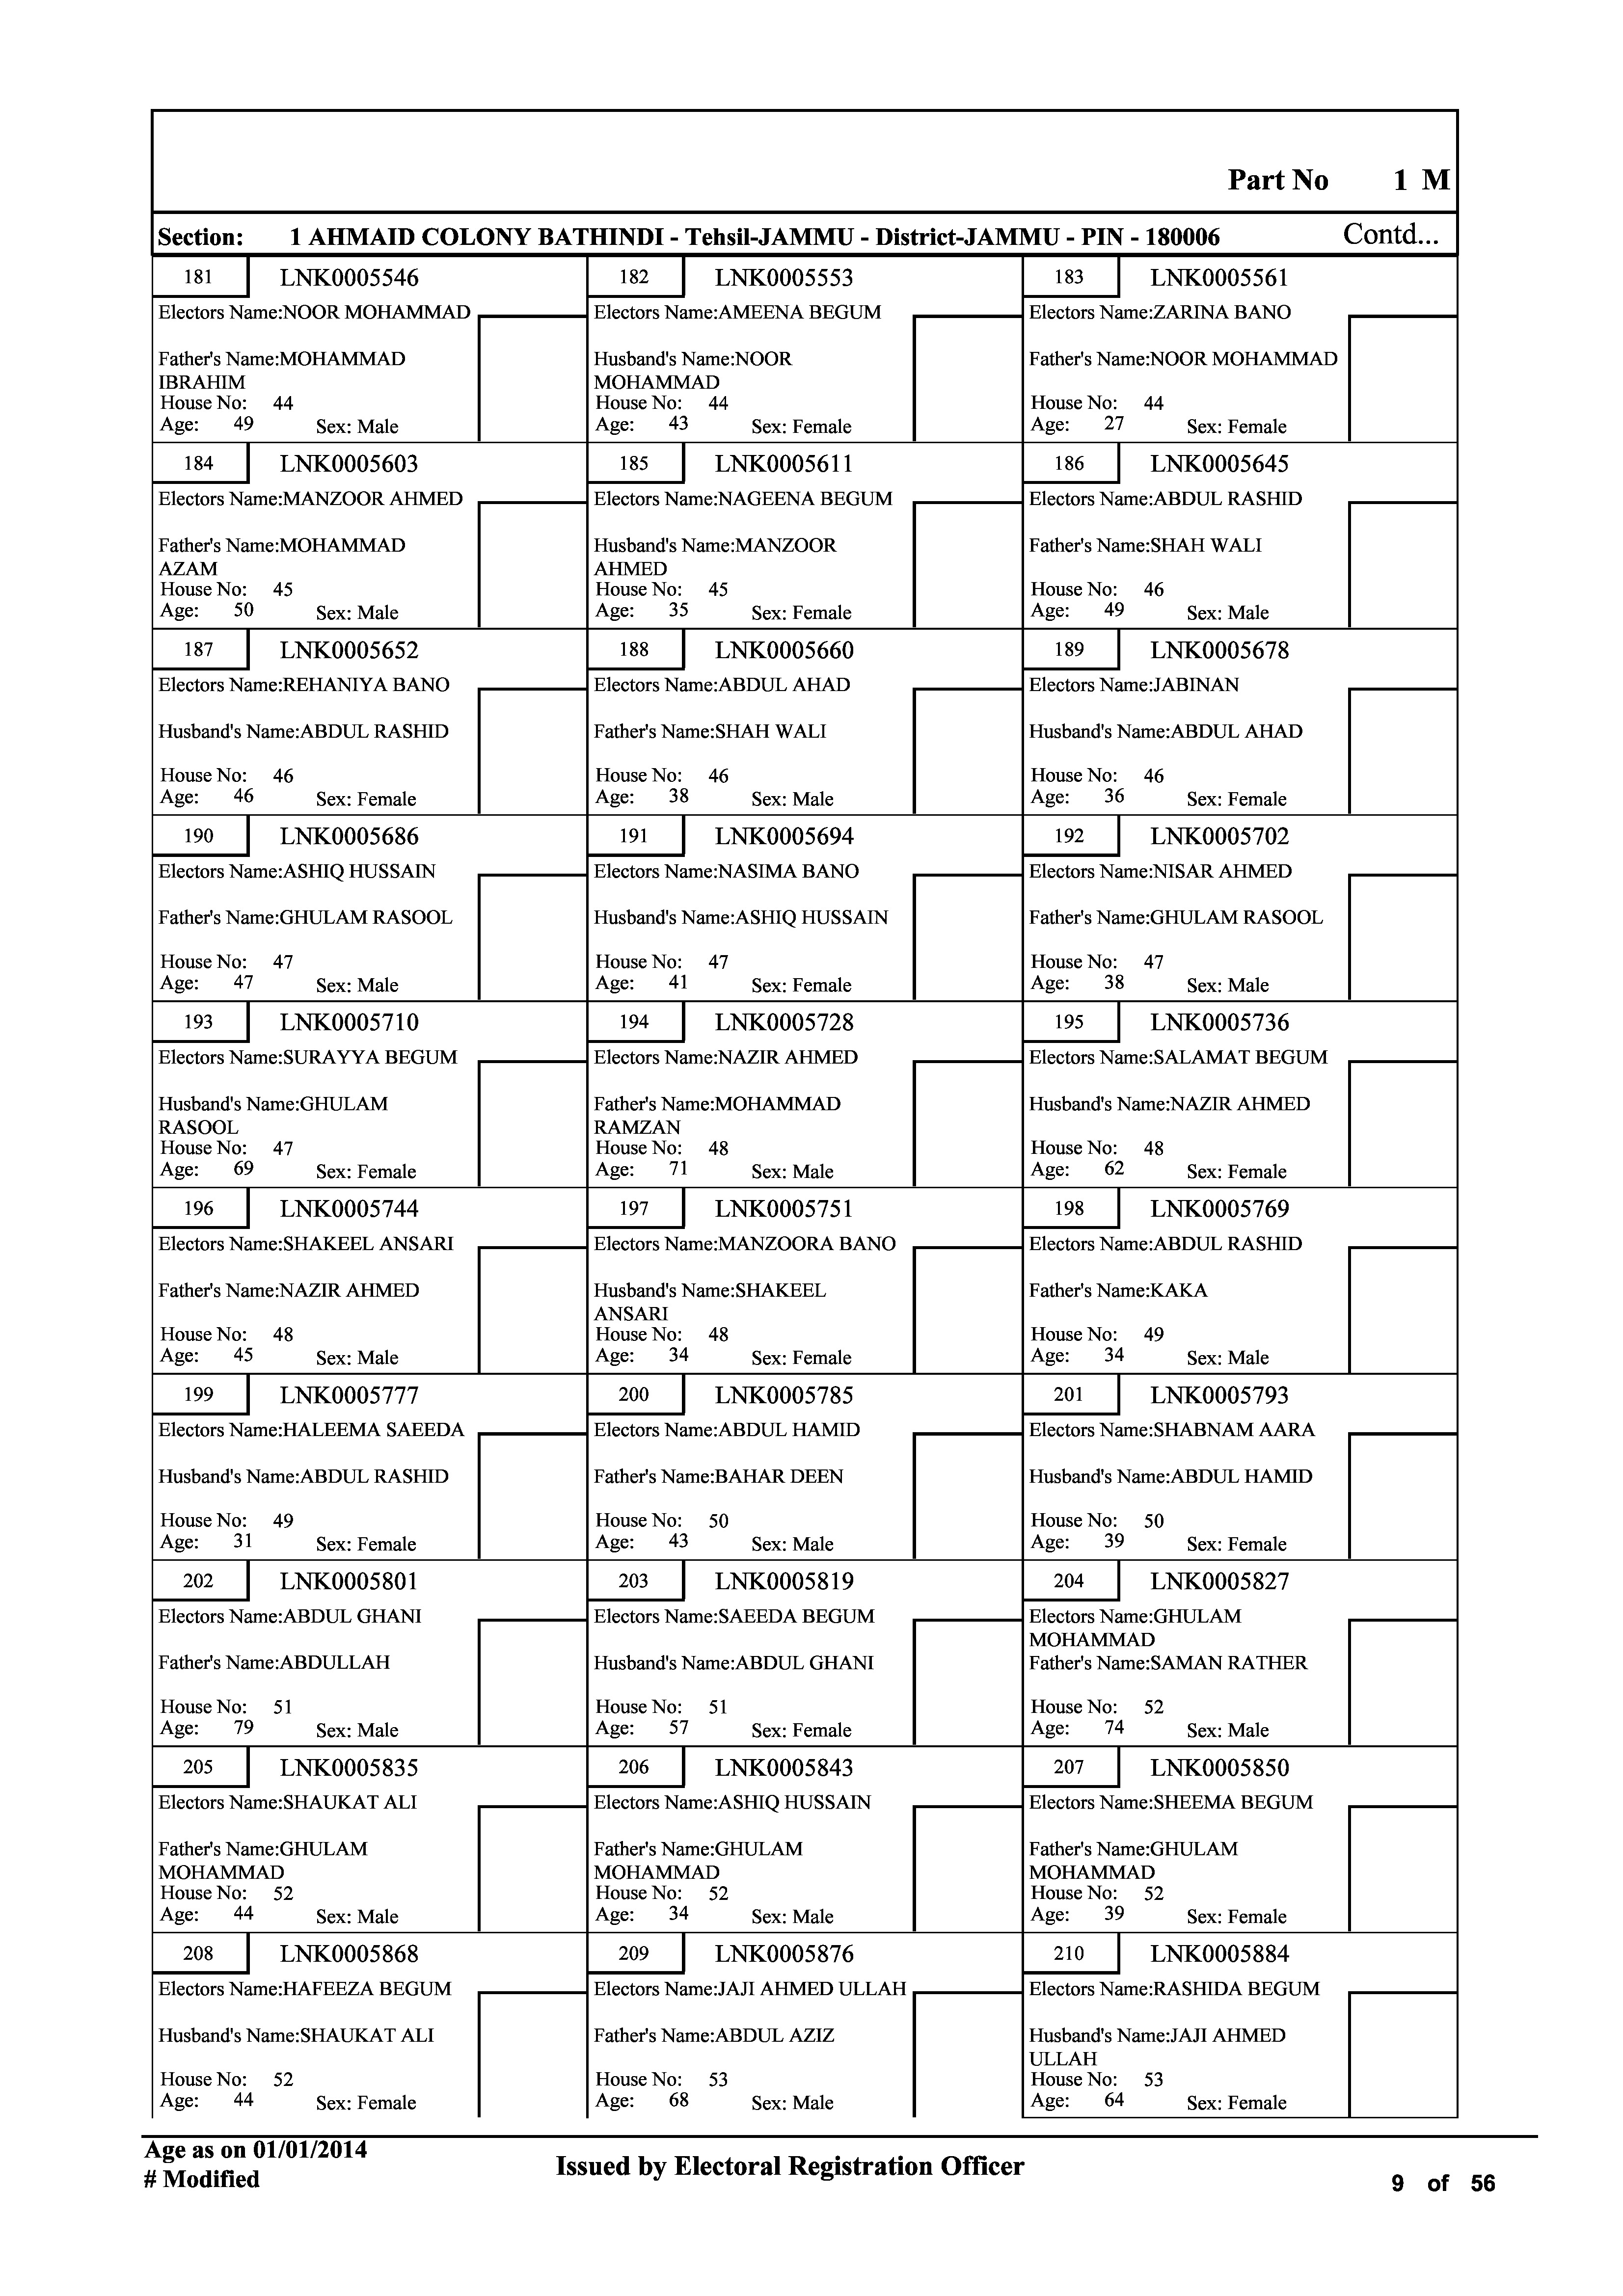 Part No 1 M
Section: 1 AHMAID COLONY BATHINDI - Tehsil-JAMMU - District-JAMMU - PIN - 180006 Contd...
181 LNK0005546
Electors Name:NOOR MOHAMMAD
Father's Name:MOHAMMAD
IBRAHIM
House No: 44
Age: 49 Sex: Male
182 LNK0005553
Electors Name:AMEENA BEGUM
Husband's Name:NOOR
MOHAMMAD
House No: 44
Age: 43 Sex: Female
183 LNK0005561
Electors Name:ZARINA BANO
Father's Name:NOOR MOHAMMAD
House No: 44
Age: 27 Sex: Female
184 LNK0005603
Electors Name:MANZOOR AHMED
Father's Name:MOHAMMAD
AZAM
House No: 45
Age: 50 Sex: Male
185 LNK0005611
Electors Name:NAGEENA BEGUM
Husband's Name:MANZOOR
AHMED
House No: 45
Age: 35 Sex: Female
186 LNK0005645
Electors Name:ABDUL RASHID
Father's Name:SHAH WALI
House No: 46
Age: 49 Sex: Male
187 LNK0005652
Electors Name:REHANIYA BANO
Husband's Name:ABDUL RASHID
House No: 46
Age: 46 Sex: Female
188 LNK0005660
Electors Name:ABDUL AHAD
Father's Name:SHAH WALI
House No: 46
Age: 38 Sex: Male
189 LNK0005678
Electors Name:JABINAN
Husband's Name:ABDUL AHAD
House No: 46
Age: 36 Sex: Female
190 LNK0005686
Electors Name:ASHIQ HUSSAIN
Father's Name:GHULAM RASOOL
House No: 47
Age: 47 Sex: Male
191 LNK0005694
Electors Name:NASIMA BANO
Husband's Name:ASHIQ HUSSAIN
House No: 47
Age: 41 Sex: Female
192 LNK0005702
Electors Name:NISAR AHMED
Father's Name:GHULAM RASOOL
House No: 47
Age: 38 Sex: Male
193 LNK0005710
Electors Name:SURAYYA BEGUM
Husband's Name:GHULAM
RASOOL
House No: 47
Age: 69 Sex: Female
194 LNK0005728
Electors Name:NAZIR AHMED
Father's Name:MOHAMMAD
RAMZAN
House No: 48
Age: 71 Sex: Male
195 LNK0005736
Electors Name:SALAMAT BEGUM
Husband's Name:NAZIR AHMED
House No: 48
Age: 62 Sex: Female
196 LNK0005744
Electors Name:SHAKEEL ANSARI
Father's Name:NAZIR AHMED
House No: 48
Age: 45 Sex: Male
197 LNK0005751
Electors Name:MANZOORA BANO
Husband's Name:SHAKEEL
ANSARI
House No: 48
Age: 34 Sex: Female
198 LNK0005769
Electors Name:ABDUL RASHID
Father's Name:KAKA
House No: 49
Age: 34 Sex: Male
199 LNK0005777
Electors Name:HALEEMA SAEEDA
Husband's Name:ABDUL RASHID
House No: 49
Age: 31 Sex: Female
200 LNK0005785
Electors Name:ABDUL HAMID
Father's Name:BAHAR DEEN
House No: 50
Age: 43 Sex: Male
201 LNK0005793
Electors Name:SHABNAM AARA
Husband's Name:ABDUL HAMID
House No: 50
Age: 39 Sex: Female
202 LNK0005801
Electors Name:ABDUL GHANI
Father's Name:ABDULLAH
House No: 51
Age: 79 Sex: Male
203 LNK0005819
Electors Name:SAEEDA BEGUM
Husband's Name:ABDUL GHANI
House No: 51
Age: 57 Sex: Female
204 LNK0005827
Electors Name:GHULAM
MOHAMMAD
Father's Name:SAMAN RATHER
House No: 52
Age: 74 Sex: Male
205 LNK0005835
Electors Name:SHAUKAT ALI
Father's Name:GHULAM
MOHAMMAD
House No: 52
Age: 44 Sex: Male
206 LNK0005843
Electors Name:ASHIQ HUSSAIN
Father's Name:GHULAM
MOHAMMAD
House No: 52
Age: 34 Sex: Male
207 LNK0005850
Electors Name:SHEEMA BEGUM
Father's Name:GHULAM
MOHAMMAD
House No: 52
Age: 39 Sex: Female
208 LNK0005868
Electors Name:HAFEEZA BEGUM
Husband's Name:SHAUKAT ALI
House No: 52
Age: 44 Sex: Female
209 LNK0005876
Electors Name:JAJI AHMED ULLAH
Father's Name:ABDUL AZIZ
House No: 53
Age: 68 Sex: Male
210 LNK0005884
Electors Name:RASHIDA BEGUM
Husband's Name:JAJI AHMED
ULLAH
House No: 53
Age: 64 Sex: Female
Age as on 01/01/2014
# Modified
Issued by Electoral Registration Officer
9 of 56